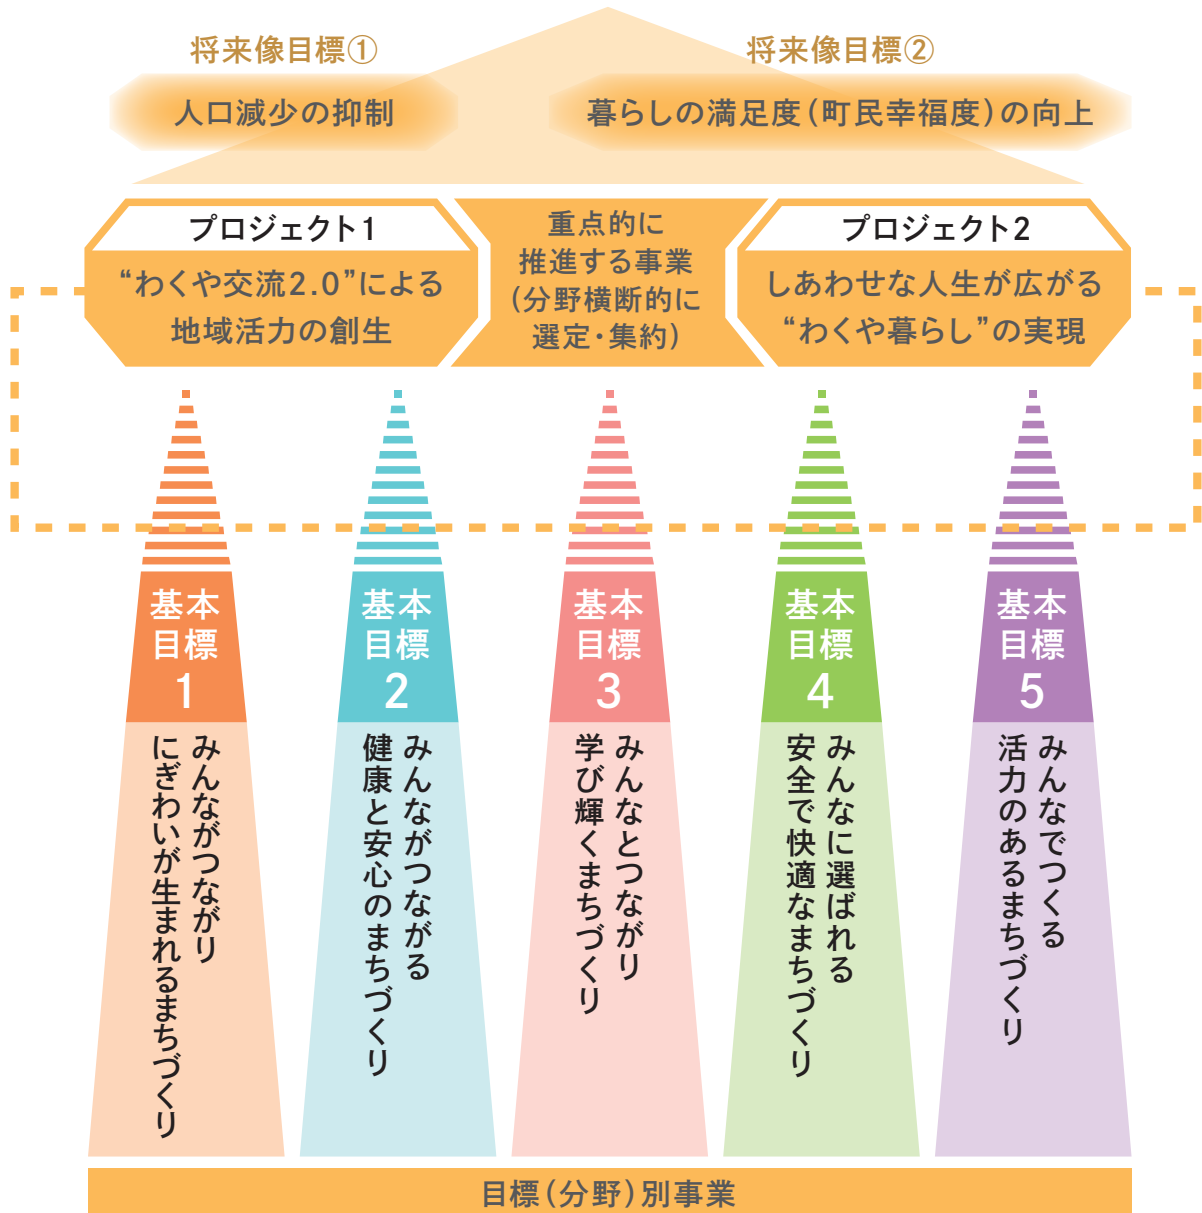 将来像目標①
人口減少の抑制
将来像目標②
暮らしの満足度(町民幸福度)の向上
プロジェクト1
“わくや交流2.0”による
地域活力の創生
重点的に
推進する事業
(分野横断的に
選定・集約)
プロジェクト2
しあわせな人生が広がる
“わくや暮らし”の実現
基本
目標
1
みんながつながり
にぎわいが生まれるまちづくり
基本
目標
2
みんながつながる
健康と安心のまちづくり
基本
目標
3
みんなとつながり
学び輝くまちづくり
基本
目標
4
みんなに選ばれる
安全で快適なまちづくり
基本
目標
5
みんなでつくる
活力のあるまちづくり
目標(分野)別事業